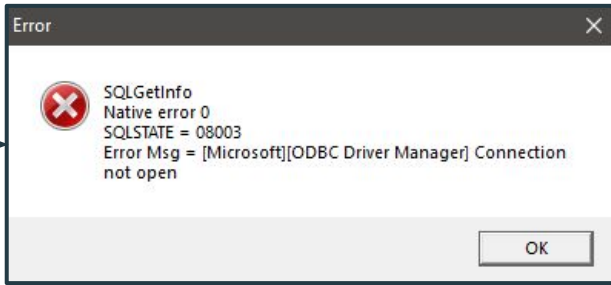 Error
SQLGetInfo
Native error 0
SQLSTATE = 08003
Error Msg = [Microsoft][ODBC Driver Manager] Connection
not open
OK